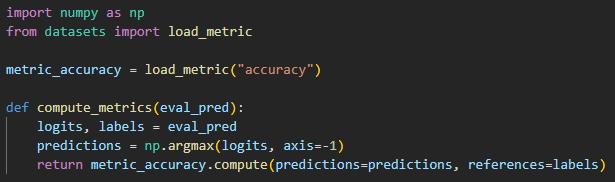 import numpy as np
from datasets import load_metric
metric_accuracy = load_metric("accuracy")
def compute_metrics(eval_pred):
    logits, labels = eval_pred
    predictions = np.argmax(logits, axis=-1)
    return metric_accuracy.compute(predictions=predictions, references=labels)